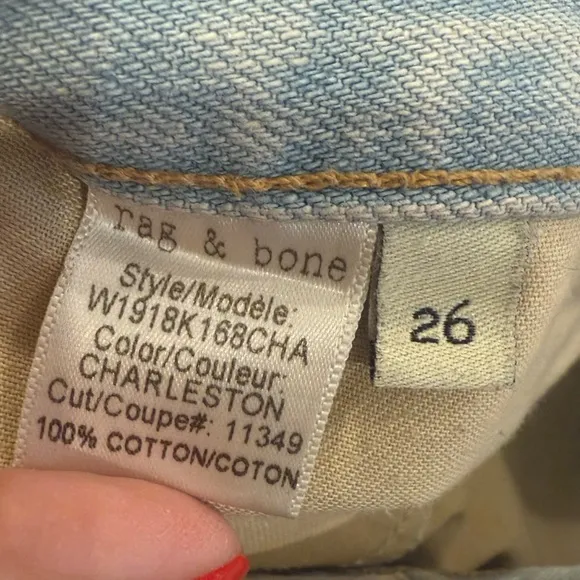 rag & bone
Style/Modèle:
W1918K168CHA
Color/Couleur:
CHARLESTON
Cut/Coupe#: 11349
100% COTTON/COTON
26